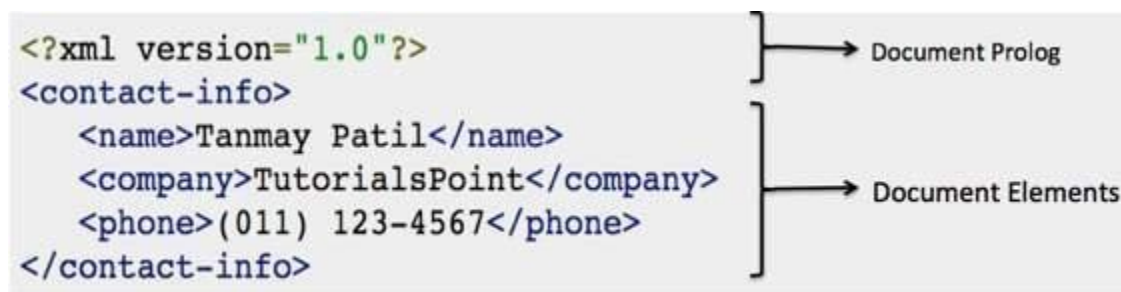 <?xml version="1.0"?>
Document Prolog
<contact-info>
<name>Tanmay Patil</name>
<company>TutorialsPoint</company>
Document Elements
<phone>(011) 123-4567</phone>
</contact-info>